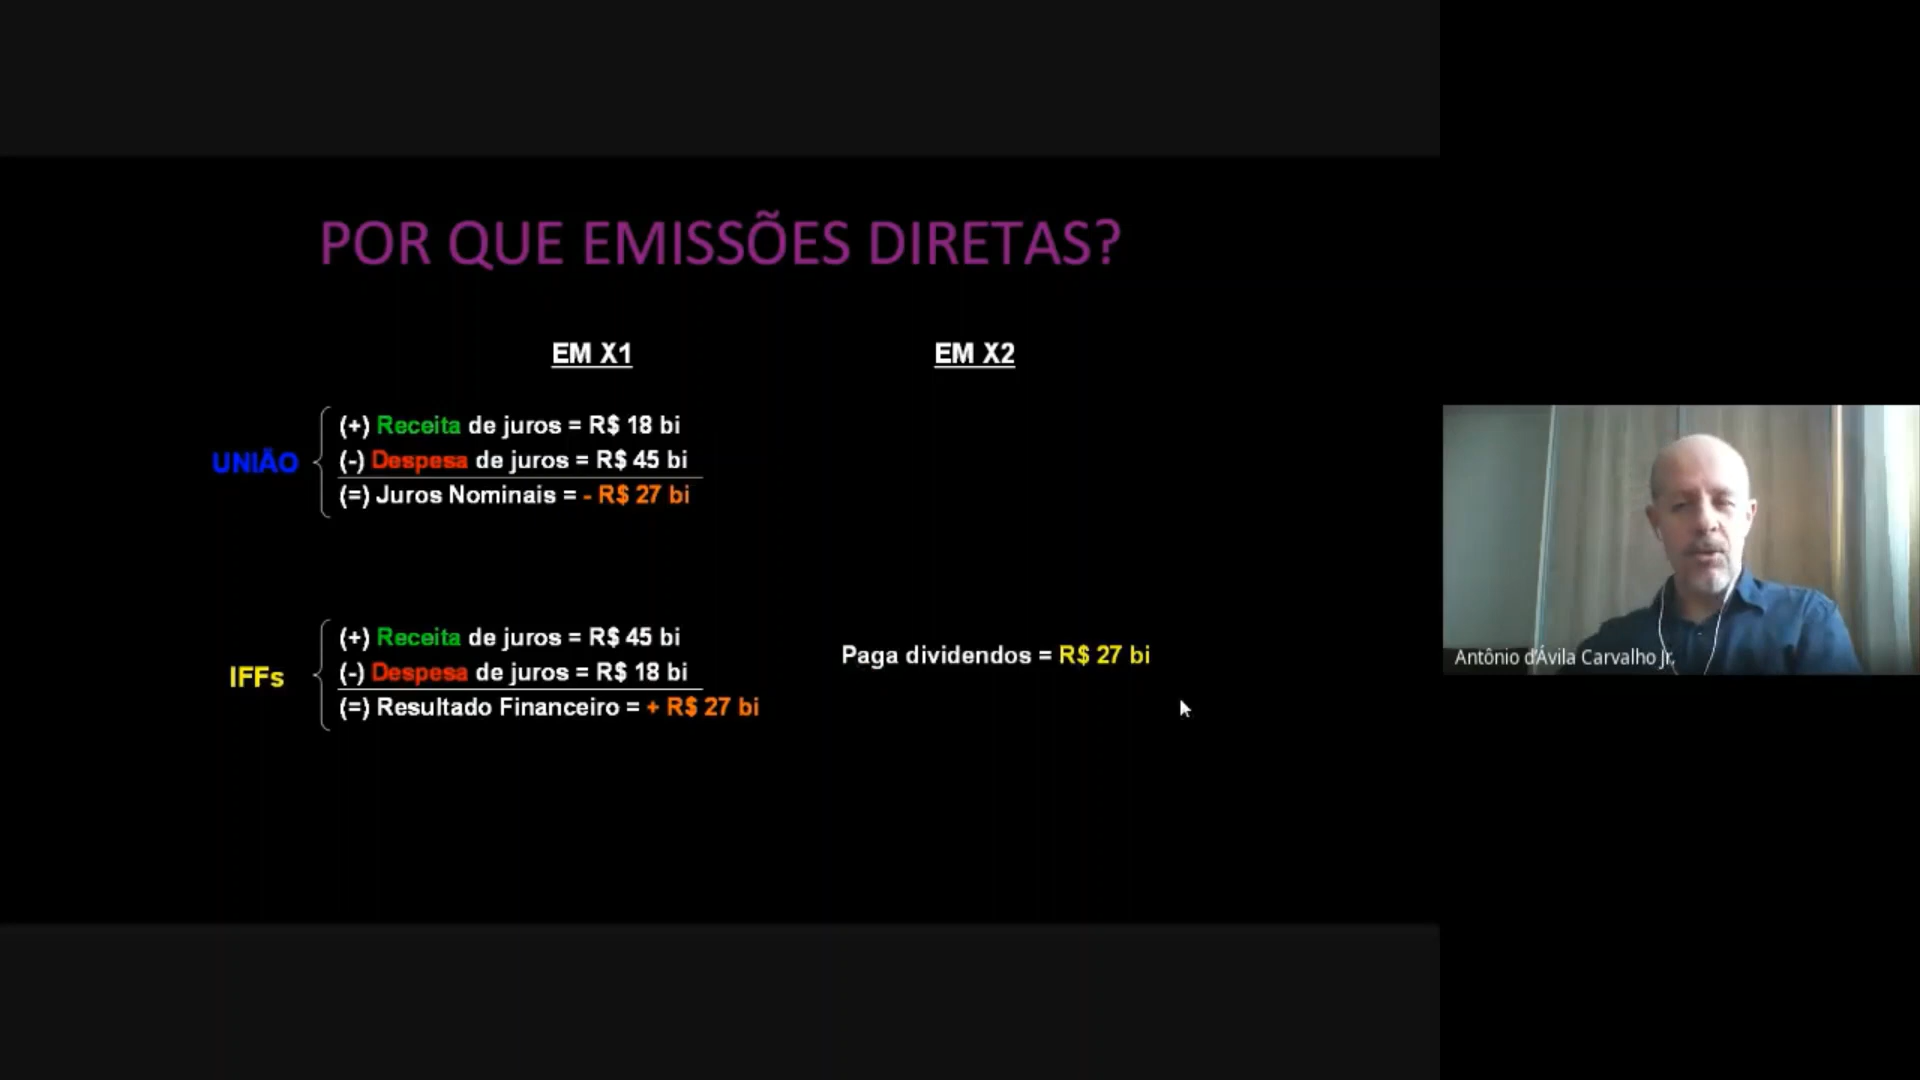 POR QUE EMISSÕES DIRETAS?
EM X1
EM X2
UNIÃO
(+) Receita de juros = R$ 18 bi
(-) Despesa de juros = R$ 45 bi
(=) Juros Nominais = - R$ 27 bi
IFFs
(+) Receita de juros = R$ 45 bi
(-) Despesa de juros = R$ 18 bi
(=) Resultado Financeiro = + R$ 27 bi
Paga dividendos = R$ 27 bi
Antônio d'Ávila Carvalho Jr.